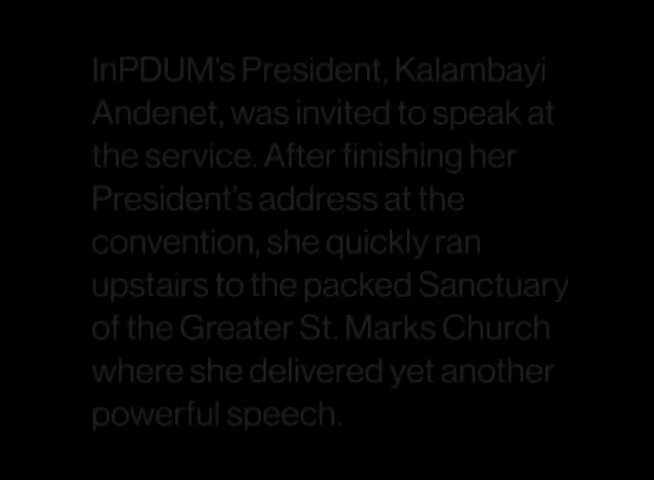 InPDUM's President, Kalambayi
Andenet, was invited to speak at
the service. After finishing her
President's address at the
convention, she quickly ran
upstairs to the packed Sanctuary
of the Greater St. Marks Church
where she delivered yet another
powerful speech.